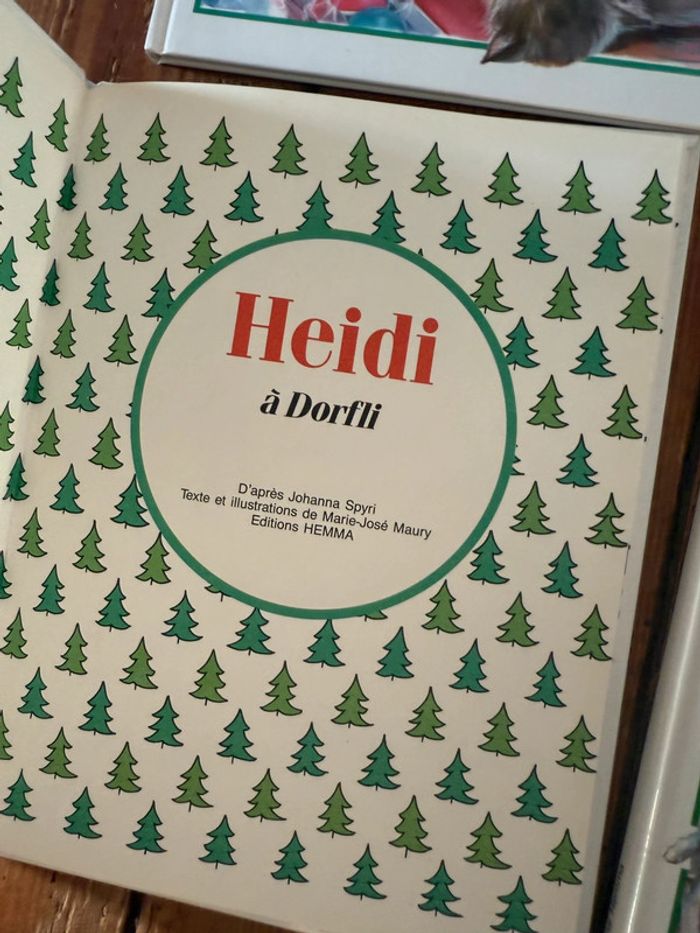 Heidi
à Dorfli
D'après Johanna Spyri
Texte et illustrations de Marie-José Maury
Editions HEMMA